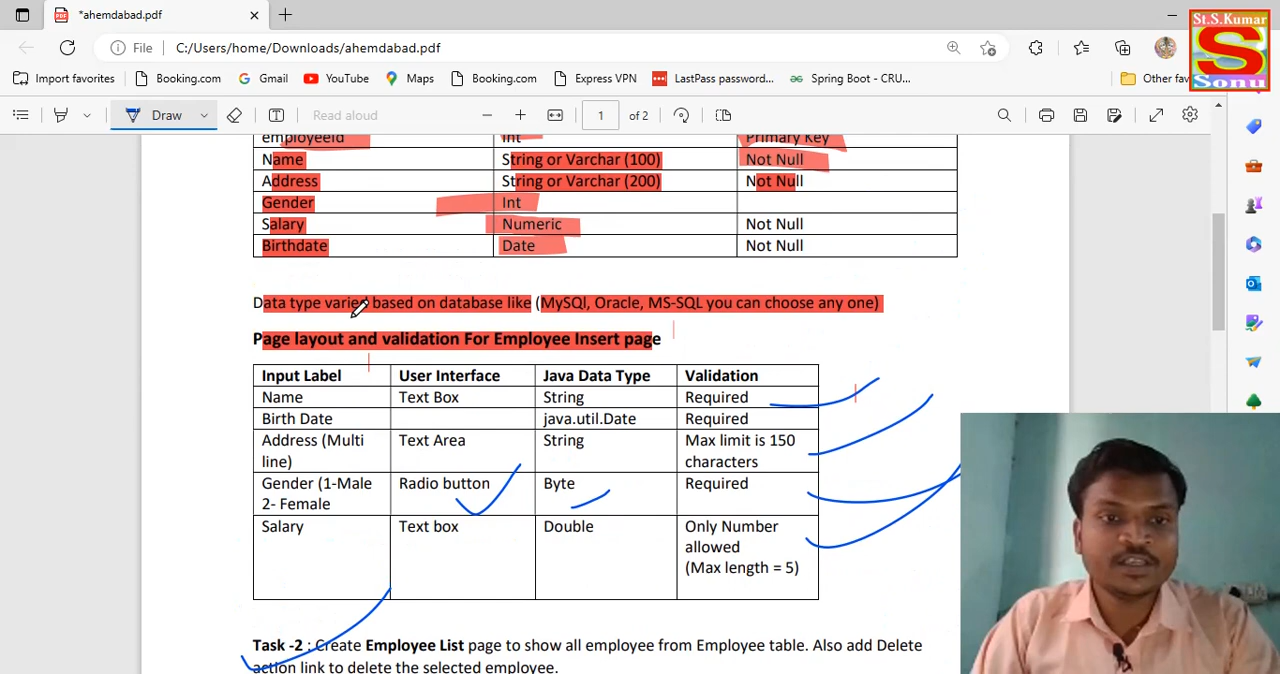 *ahemdabad.pdf
St.S.Kumar
S
Sonu
File C:/Users/home/Downloads/ahemdabad.pdf
Import favorites Booking.com Gmail YouTube Maps Booking.com Express VPN LastPass password... Spring Boot - CRU... Other fav
Draw Read aloud 1 of 2
employeeId Int Primary Key
Name String or Varchar (100) Not Null
Address String or Varchar (200) Not Null
Gender Int
Salary Numeric Not Null
Birthdate Date Not Null
Data type varied based on database like (MySQl, Oracle, MS-SQL you can choose any one)
Page layout and validation For Employee Insert page
Input Label User Interface Java Data Type Validation
Name Text Box String Required
Birth Date java.util.Date Required
Address (Multi line) Text Area String Max limit is 150 characters
Gender (1-Male 2- Female Radio button Byte Required
Salary Text box Double Only Number allowed (Max length = 5)
Task -2 : Create Employee List page to show all employee from Employee table. Also add Delete
action link to delete the selected employee.